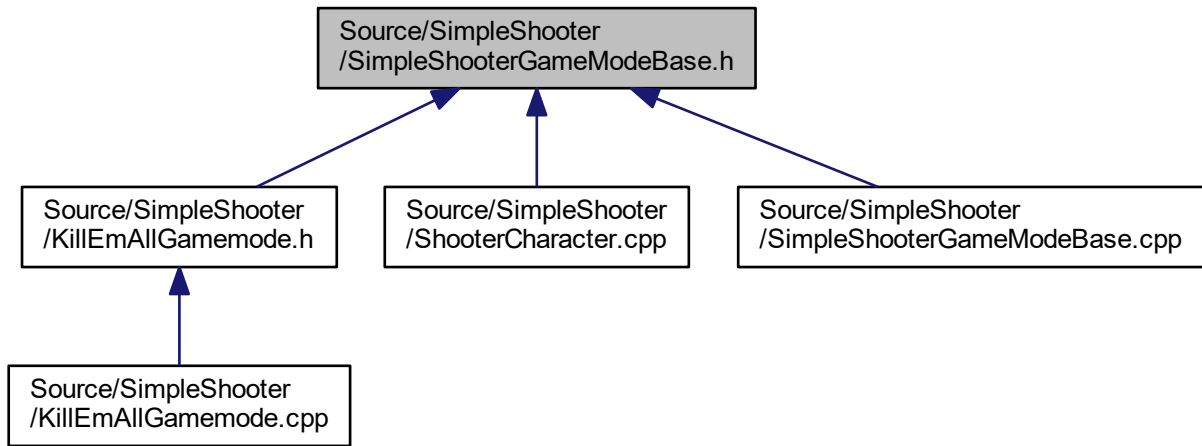 Source/SimpleShooter
/SimpleShooterGameModeBase.h
Source/SimpleShooter
/KillEmAllGamemode.h
Source/SimpleShooter
/ShooterCharacter.cpp
Source/SimpleShooter
/SimpleShooterGameModeBase.cpp
Source/SimpleShooter
/KillEmAllGamemode.cpp